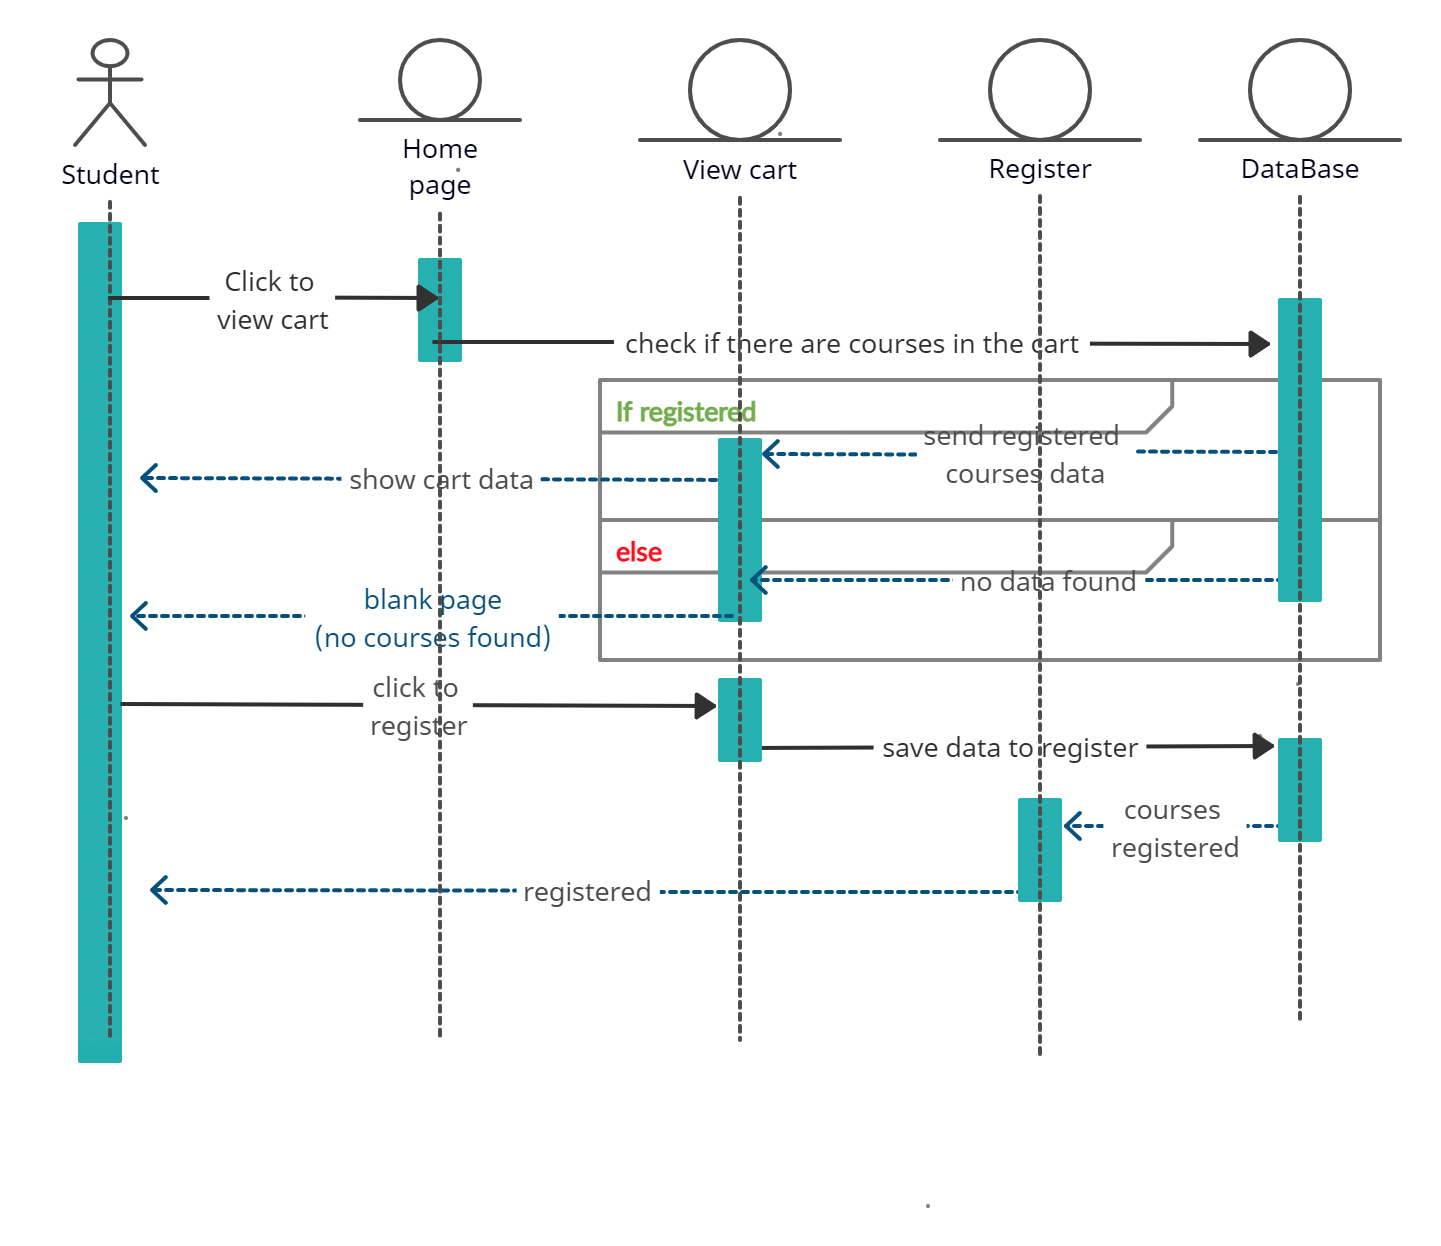 Student
Home
page
View cart
Register
DataBase
Click to
view cart
check if there are courses in the cart
If registered
send registered
courses data
show cart data
else
no data found
blank page
(no courses found)
click to
register
save data to register
courses
registered
registered